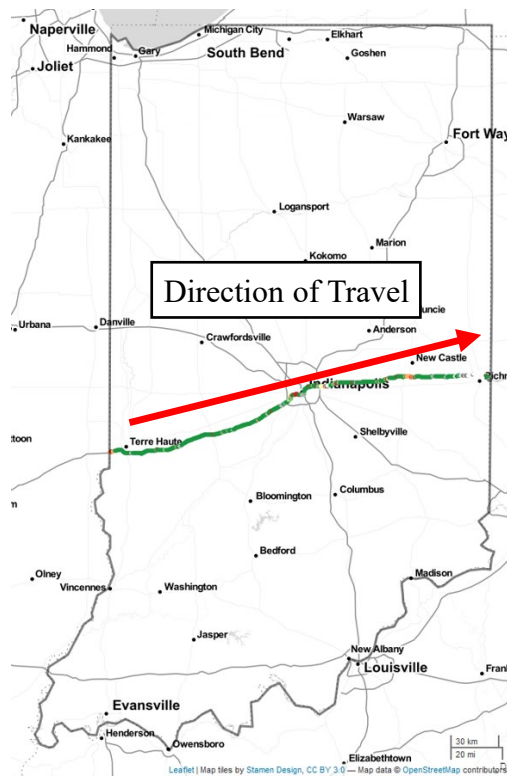 Michigan City
Naperville
Elkhart
Hammond
Gary
South Bend
Goshen
Joliet
Warsaw
Kankakee
Fort Way
Logansport
Marion
Kokomo
Direction of Travel
uncie
Urbana
Danville
Anderson
Crawfordsville
New Castle
Indianapolis
Richm
Shelbyville
ttoon
Terre Haute
Bloomington
Columbus
m
Bedford
Olney
Madison
Vincennes
Washington
Jasper
New Albany
Louisville
Frank
Evansville
Henderson
Owensboro
30 km
20 mi
Elizabethtown
Leaflet | Map tiles by Stamen Design, CC BY 3.0 — Map data © OpenStreetMap contributors